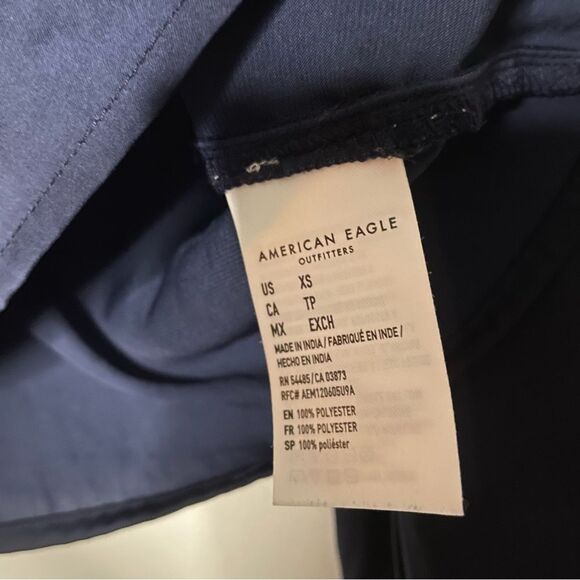 AMERICAN EAGLE
OUTFITTERS
US XS
CA TP
MX EXCH
MADE IN INDIA / FABRIQUÉ EN INDE /
HECHO EN INDIA
RN 54485 / CA 03873
RFC# AEM120605U9A
EN 100% POLYESTER
FR 100% POLYESTER
SP 100% poliéster